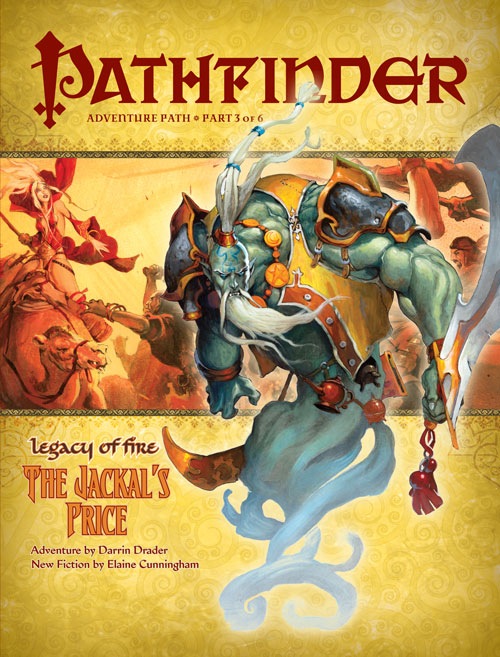 PATHFINDER®
ADVENTURE PATH • PART 3 OF 6
Legacy of Fire
THE JACKAL'S
PRICE
Adventure by Darrin Drader
New Fiction by Elaine Cunningham